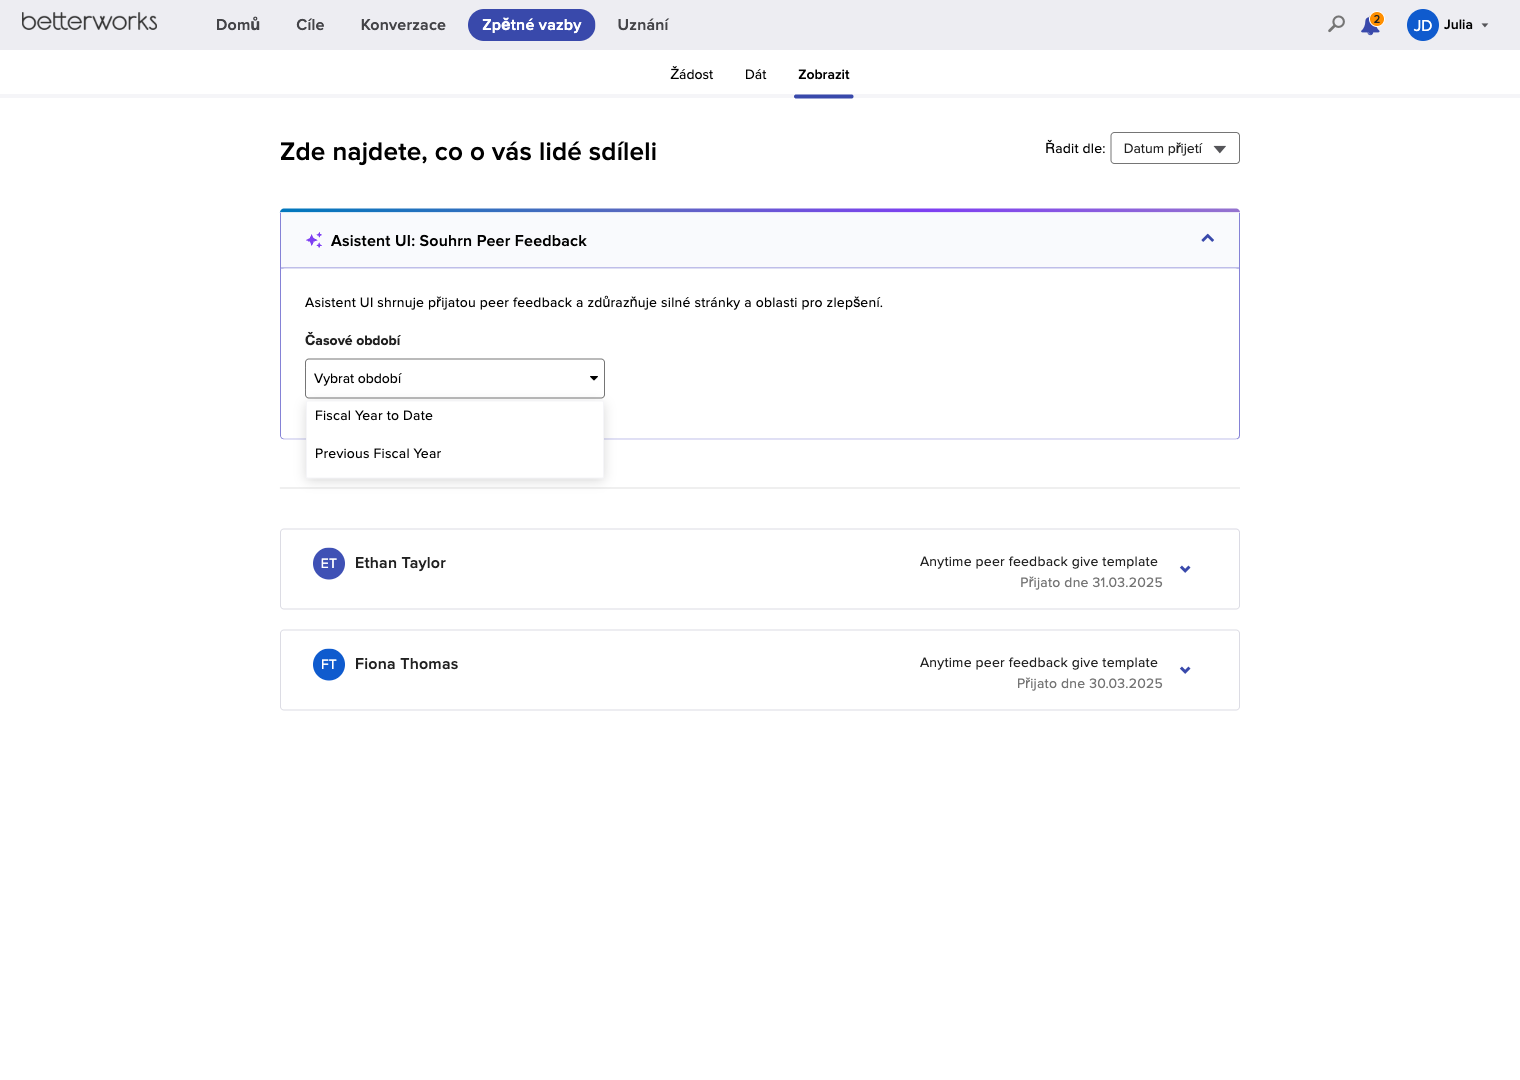 betterworks
Domů
Cíle
Konverzace
Zpětné vazby
Uznání
2
JD
Julia
Žádost
Dát
Zobrazit
Zde najdete, co o vás lidé sdíleli
Řadit dle:
Datum přijetí
Asistent UI: Souhrn Peer Feedback
Asistent UI shrnuje přijatou peer feedback a zdůrazňuje silné stránky a oblasti pro zlepšení.
Časové období
Vybrat období
Fiscal Year to Date
Previous Fiscal Year
ET
Ethan Taylor
Anytime peer feedback give template
Přijato dne 31.03.2025
FT
Fiona Thomas
Anytime peer feedback give template
Přijato dne 30.03.2025